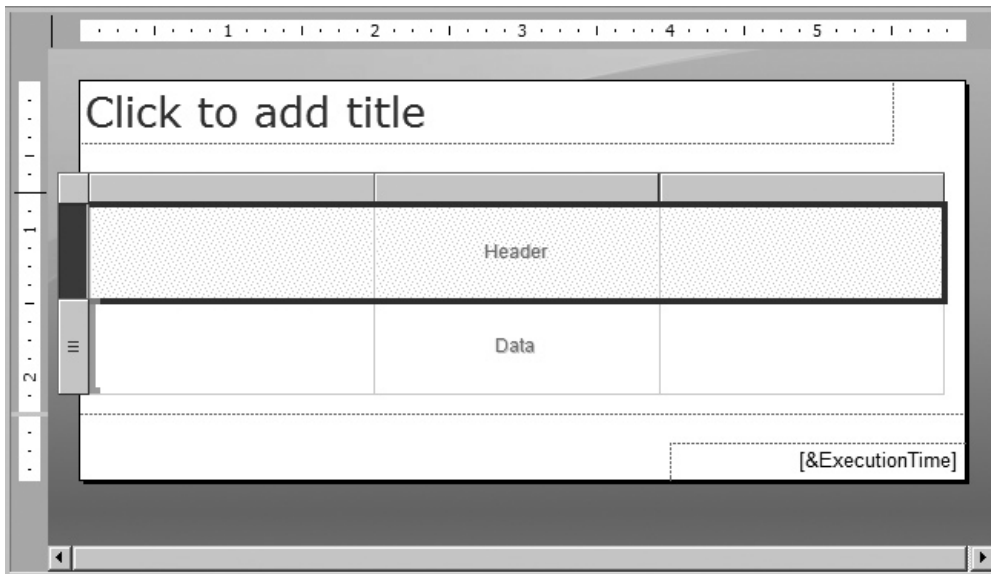 1 2 3 4 5
Click to add title
1
Header
Data
2
[&ExecutionTime]